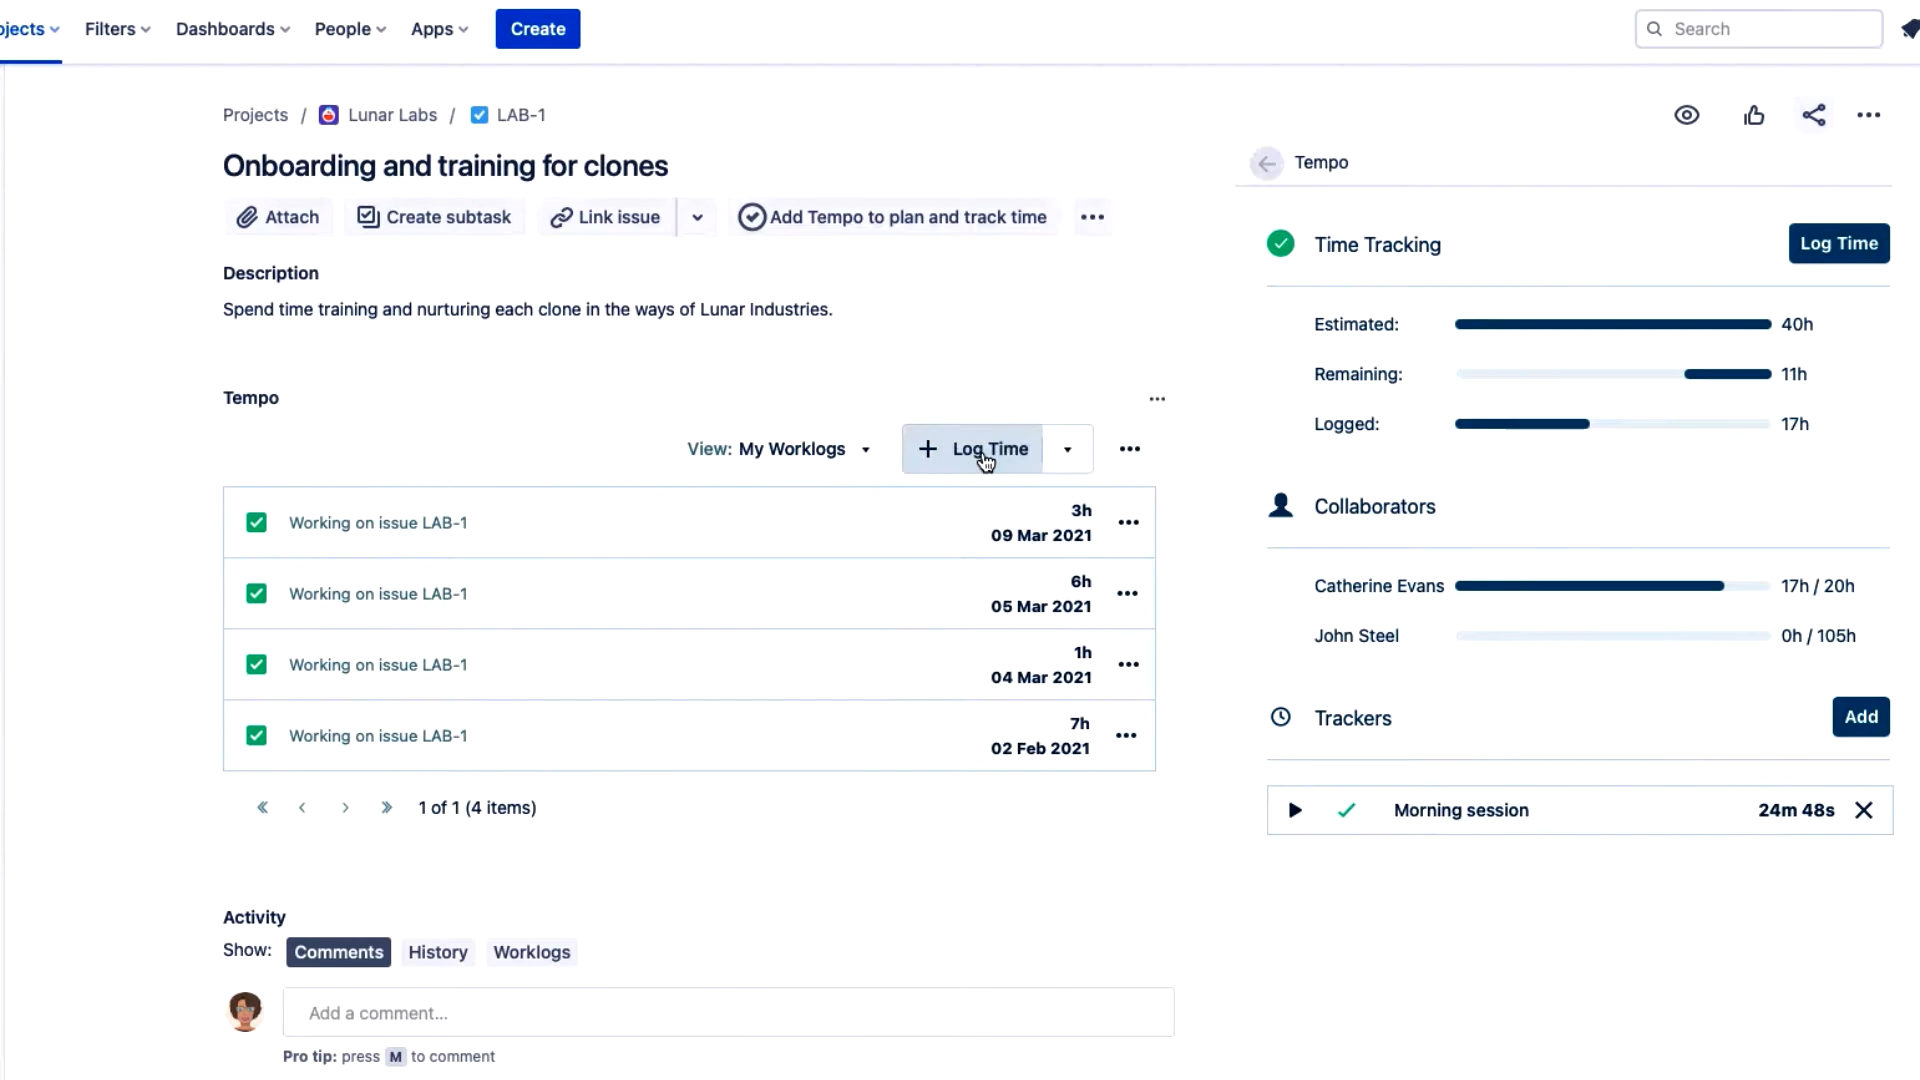 ojects Filters Dashboards People Apps Create Search
Projects / Lunar Labs / LAB-1
Onboarding and training for clones
Attach Create subtask Link issue Add Tempo to plan and track time
Description
Spend time training and nurturing each clone in the ways of Lunar Industries.
Tempo
View: My Worklogs Log Time
Working on issue LAB-1 3h
09 Mar 2021
Working on issue LAB-1 6h
05 Mar 2021
Working on issue LAB-1 1h
04 Mar 2021
Working on issue LAB-1 7h
02 Feb 2021
1 of 1 (4 items)
Activity
Show: Comments History Worklogs
Add a comment...
Pro tip: press M to comment
Tempo
Time Tracking Log Time
Estimated: 40h
Remaining: 11h
Logged: 17h
Collaborators
Catherine Evans 17h / 20h
John Steel 0h / 105h
Trackers Add
Morning session 24m 48s